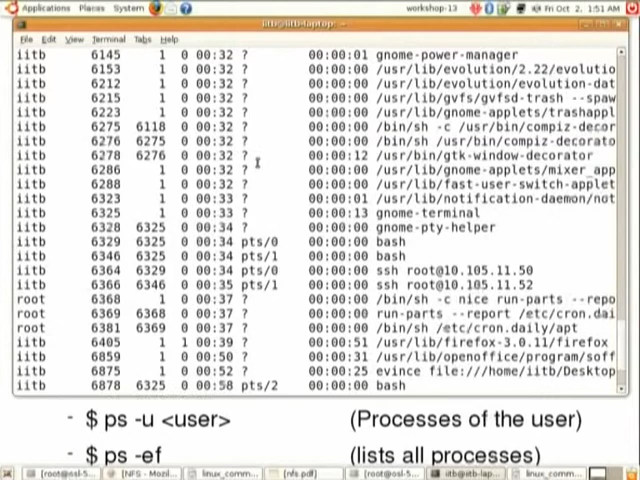 Applications Places System workshop-13 Fri Oct 2, 1:51 AM
iitb@iitb-laptop: ~
File Edit View Terminal Tabs Help
iitb 6145 1 0 00:32 ? 00:00:01 gnome-power-manager
iitb 6153 1 0 00:32 ? 00:00:00 /usr/lib/evolution/2.22/evolutio
iitb 6212 1 0 00:32 ? 00:00:00 /usr/lib/evolution/evolution-dat
iitb 6215 1 0 00:32 ? 00:00:00 /usr/lib/gvfs/gvfsd-trash --spaw
iitb 6223 1 0 00:32 ? 00:00:00 /usr/lib/gnome-applets/trashappl
iitb 6275 6118 0 00:32 ? 00:00:00 /bin/sh -c /usr/bin/compiz-decor
iitb 6276 6275 0 00:32 ? 00:00:00 /bin/sh /usr/bin/compiz-decorato
iitb 6278 6276 0 00:32 ? 00:00:12 /usr/bin/gtk-window-decorator
iitb 6286 1 0 00:32 ? 00:00:00 /usr/lib/gnome-applets/mixer_app
iitb 6288 1 0 00:32 ? 00:00:00 /usr/lib/fast-user-switch-applet
iitb 6323 1 0 00:33 ? 00:00:01 /usr/lib/notification-daemon/not
iitb 6325 1 0 00:33 ? 00:00:13 gnome-terminal
iitb 6328 6325 0 00:34 ? 00:00:00 gnome-pty-helper
iitb 6329 6325 0 00:34 pts/0 00:00:00 bash
iitb 6346 6325 0 00:34 pts/1 00:00:00 bash
iitb 6364 6329 0 00:34 pts/0 00:00:00 ssh root@10.105.11.50
iitb 6366 6346 0 00:35 pts/1 00:00:00 ssh root@10.105.11.52
root 6368 1 0 00:37 ? 00:00:00 /bin/sh -c nice run-parts --repo
root 6369 6368 0 00:37 ? 00:00:00 run-parts --report /etc/cron.dai
root 6381 6369 0 00:37 ? 00:00:00 /bin/sh /etc/cron.daily/apt
iitb 6405 1 1 00:39 ? 00:00:51 /usr/lib/firefox-3.0.11/firefox
iitb 6859 1 0 00:50 ? 00:00:31 /usr/lib/openoffice/program/soff
iitb 6875 1 0 00:52 ? 00:00:25 evince file:///home/iitb/Desktop
iitb 6878 6325 0 00:58 pts/2 00:00:00 bash
- $ ps -u <user> (Processes of the user)
- $ ps -ef (lists all processes)
[root@osl-5... [NFS - Mozil... linux_comm... [nfs.pdf] [root@osl-5... iitb@iitb-lap... linux_comm...